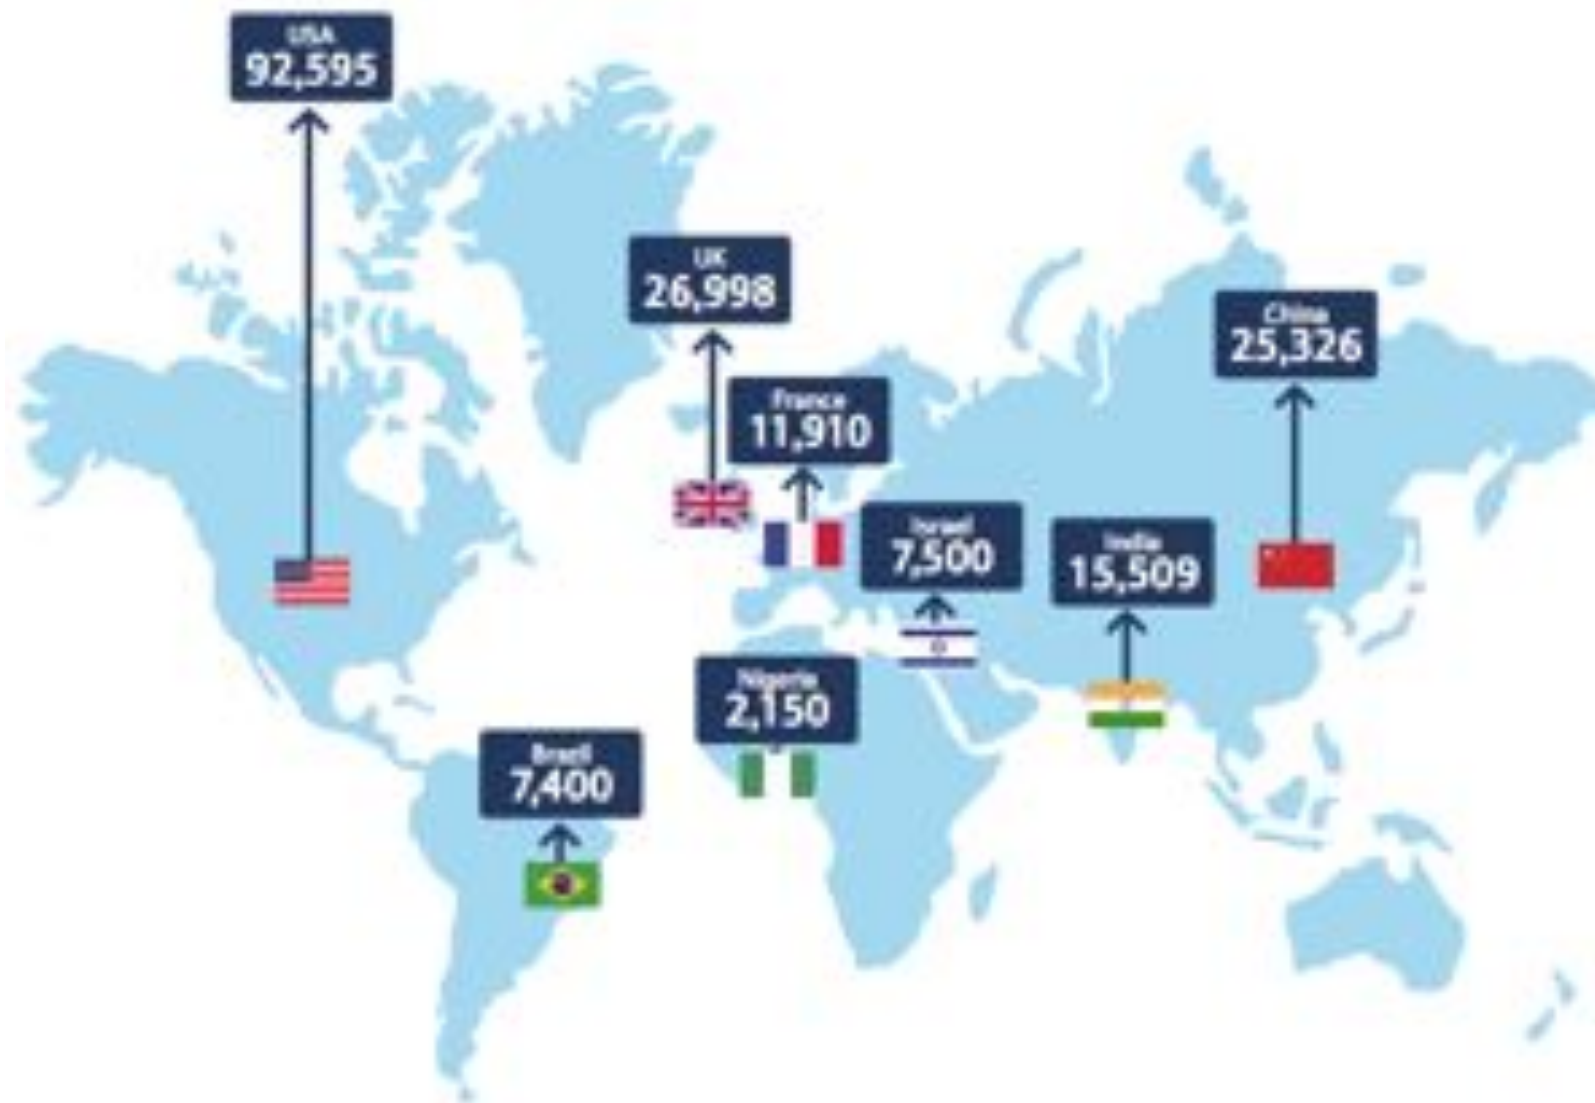 USA
92,595
UK
26,998
China
25,326
France
11,910
Israel
7,500
India
15,509
Nigeria
2,150
Brazil
7,400